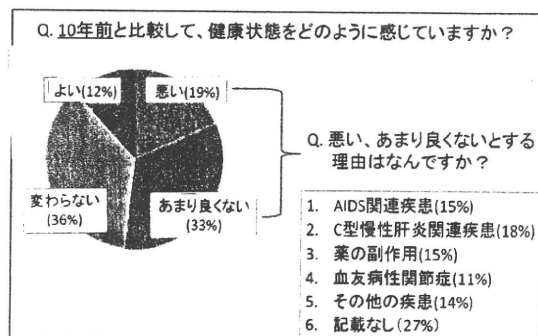 Q. 10年前と比較して、健康状態をどのように感じていますか？
よい(12%)
悪い(19%)
変わらない
(36%)
あまり良くない
(33%)
Q. 悪い、あまり良くないとする
理由はなんですか？
1. AIDS関連疾患(15%)
2. C型慢性肝炎関連疾患(18%)
3. 薬の副作用(15%)
4. 血友病性関節症(11%)
5. その他の疾患(14%)
6. 記載なし(27%)